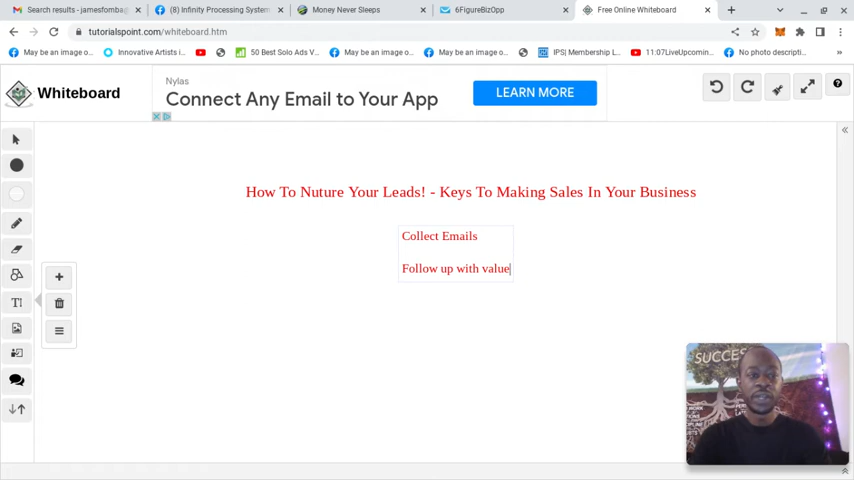 Search results - jamesfomba@
(8) Infinity Processing System
Money Never Sleeps
6FigureBizOpp
Free Online Whiteboard
tutorialspoint.com/whiteboard.htm
May be an image o...
Innovative Artists i...
50 Best Solo Ads V...
May be an image o...
May be an image o...
IPS| Membership L...
11:07LiveUpcomin...
No photo descripti...
Whiteboard
Nylas
Connect Any Email to Your App
LEARN MORE
How To Nuture Your Leads! - Keys To Making Sales In Your Business
Collect Emails
Follow up with value
SUCCES